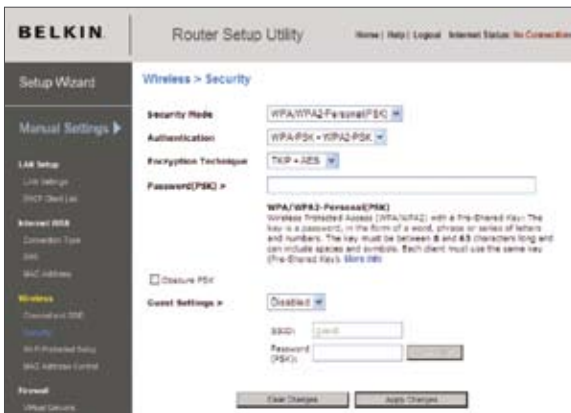 BELKIN
Router Setup Utility
Home | Help | Logout Internet Status: No Connection
Setup Wizard
Manual Settings
LAN Setup
LAN Settings
DHCP Client List
Internet WAN
Connection Type
DNS
MAC Address
Wireless
Channel and SSID
Security
Wi-Fi Protected Setup
MAC Address Control
Firewall
Virtual Servers
Wireless > Security
Security Mode WPA/WPA2-Personal(PSK)
Authentication WPA-PSK + WPA2-PSK
Encryption Technique TKIP + AES
Password(PSK) >
WPA/WPA2-Personal(PSK)
Wireless Protected Access (WPA/WPA2) with a Pre-Shared Key: The
key is a password, in the form of a word, phrase or series of letters
and numbers. The key must be between 8 and 63 characters long and
can include spaces and symbols. Each client must use the same key
(Pre-Shared Key). More Info
Obscure PSK
Guest Settings > Disabled
SSID: guest
Password
(PSK):
Clear Changes Apply Changes